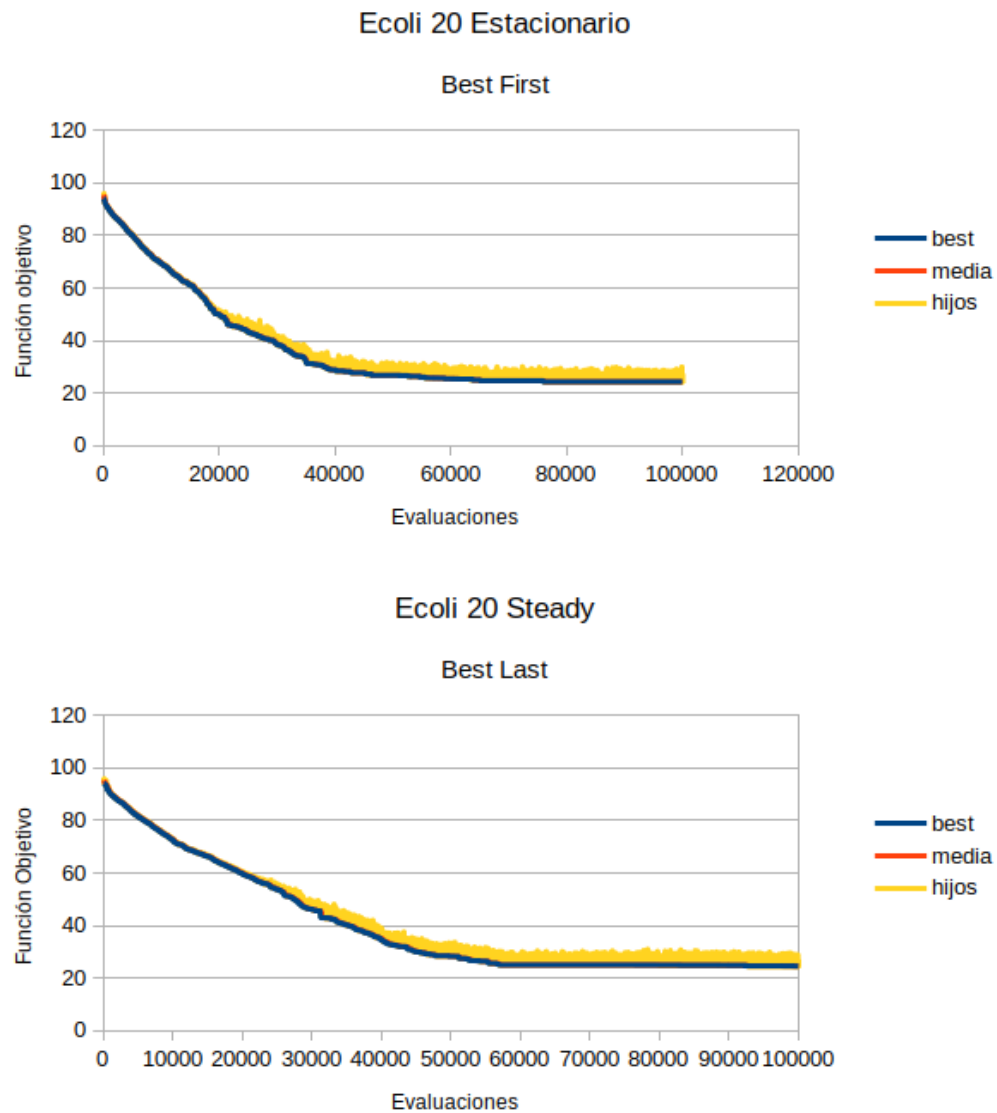 Ecoli 20 Estacionario
Best First
120
100
80
60
40
20
0
Función objetivo
0 20000 40000 60000 80000 100000 120000
Evaluaciones
best
media
hijos
Ecoli 20 Steady
Best Last
120
100
80
60
40
20
0
Función Objetivo
0 10000 20000 30000 40000 50000 60000 70000 80000 90000 100000
Evaluaciones
best
media
hijos